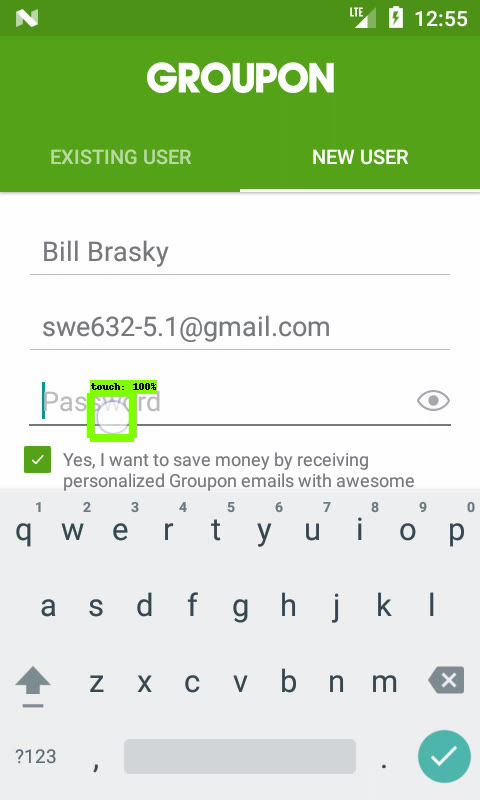 LTE 12:55
GROUPON
EXISTING USER NEW USER
Bill Brasky
swe632-5.1@gmail.com
touch: 100%
Password
Yes, I want to save money by receiving
personalized Groupon emails with awesome
1 2 3 4 5 6 7 8 9 0
q w e r t y u i o p
a s d f g h j k l
z x c v b n m
?123 , .